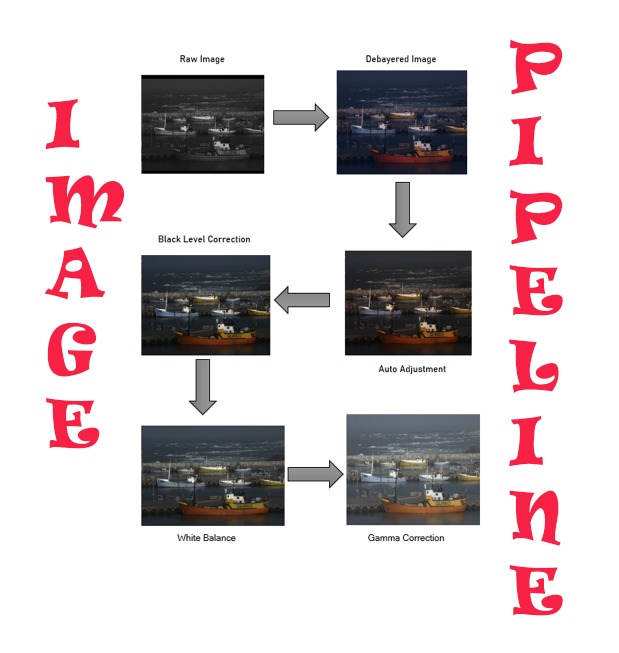 IMAGE
PIPELINE
Raw Image
Debayered Image
Auto Adjustment
Black Level Correction
White Balance
Gamma Correction